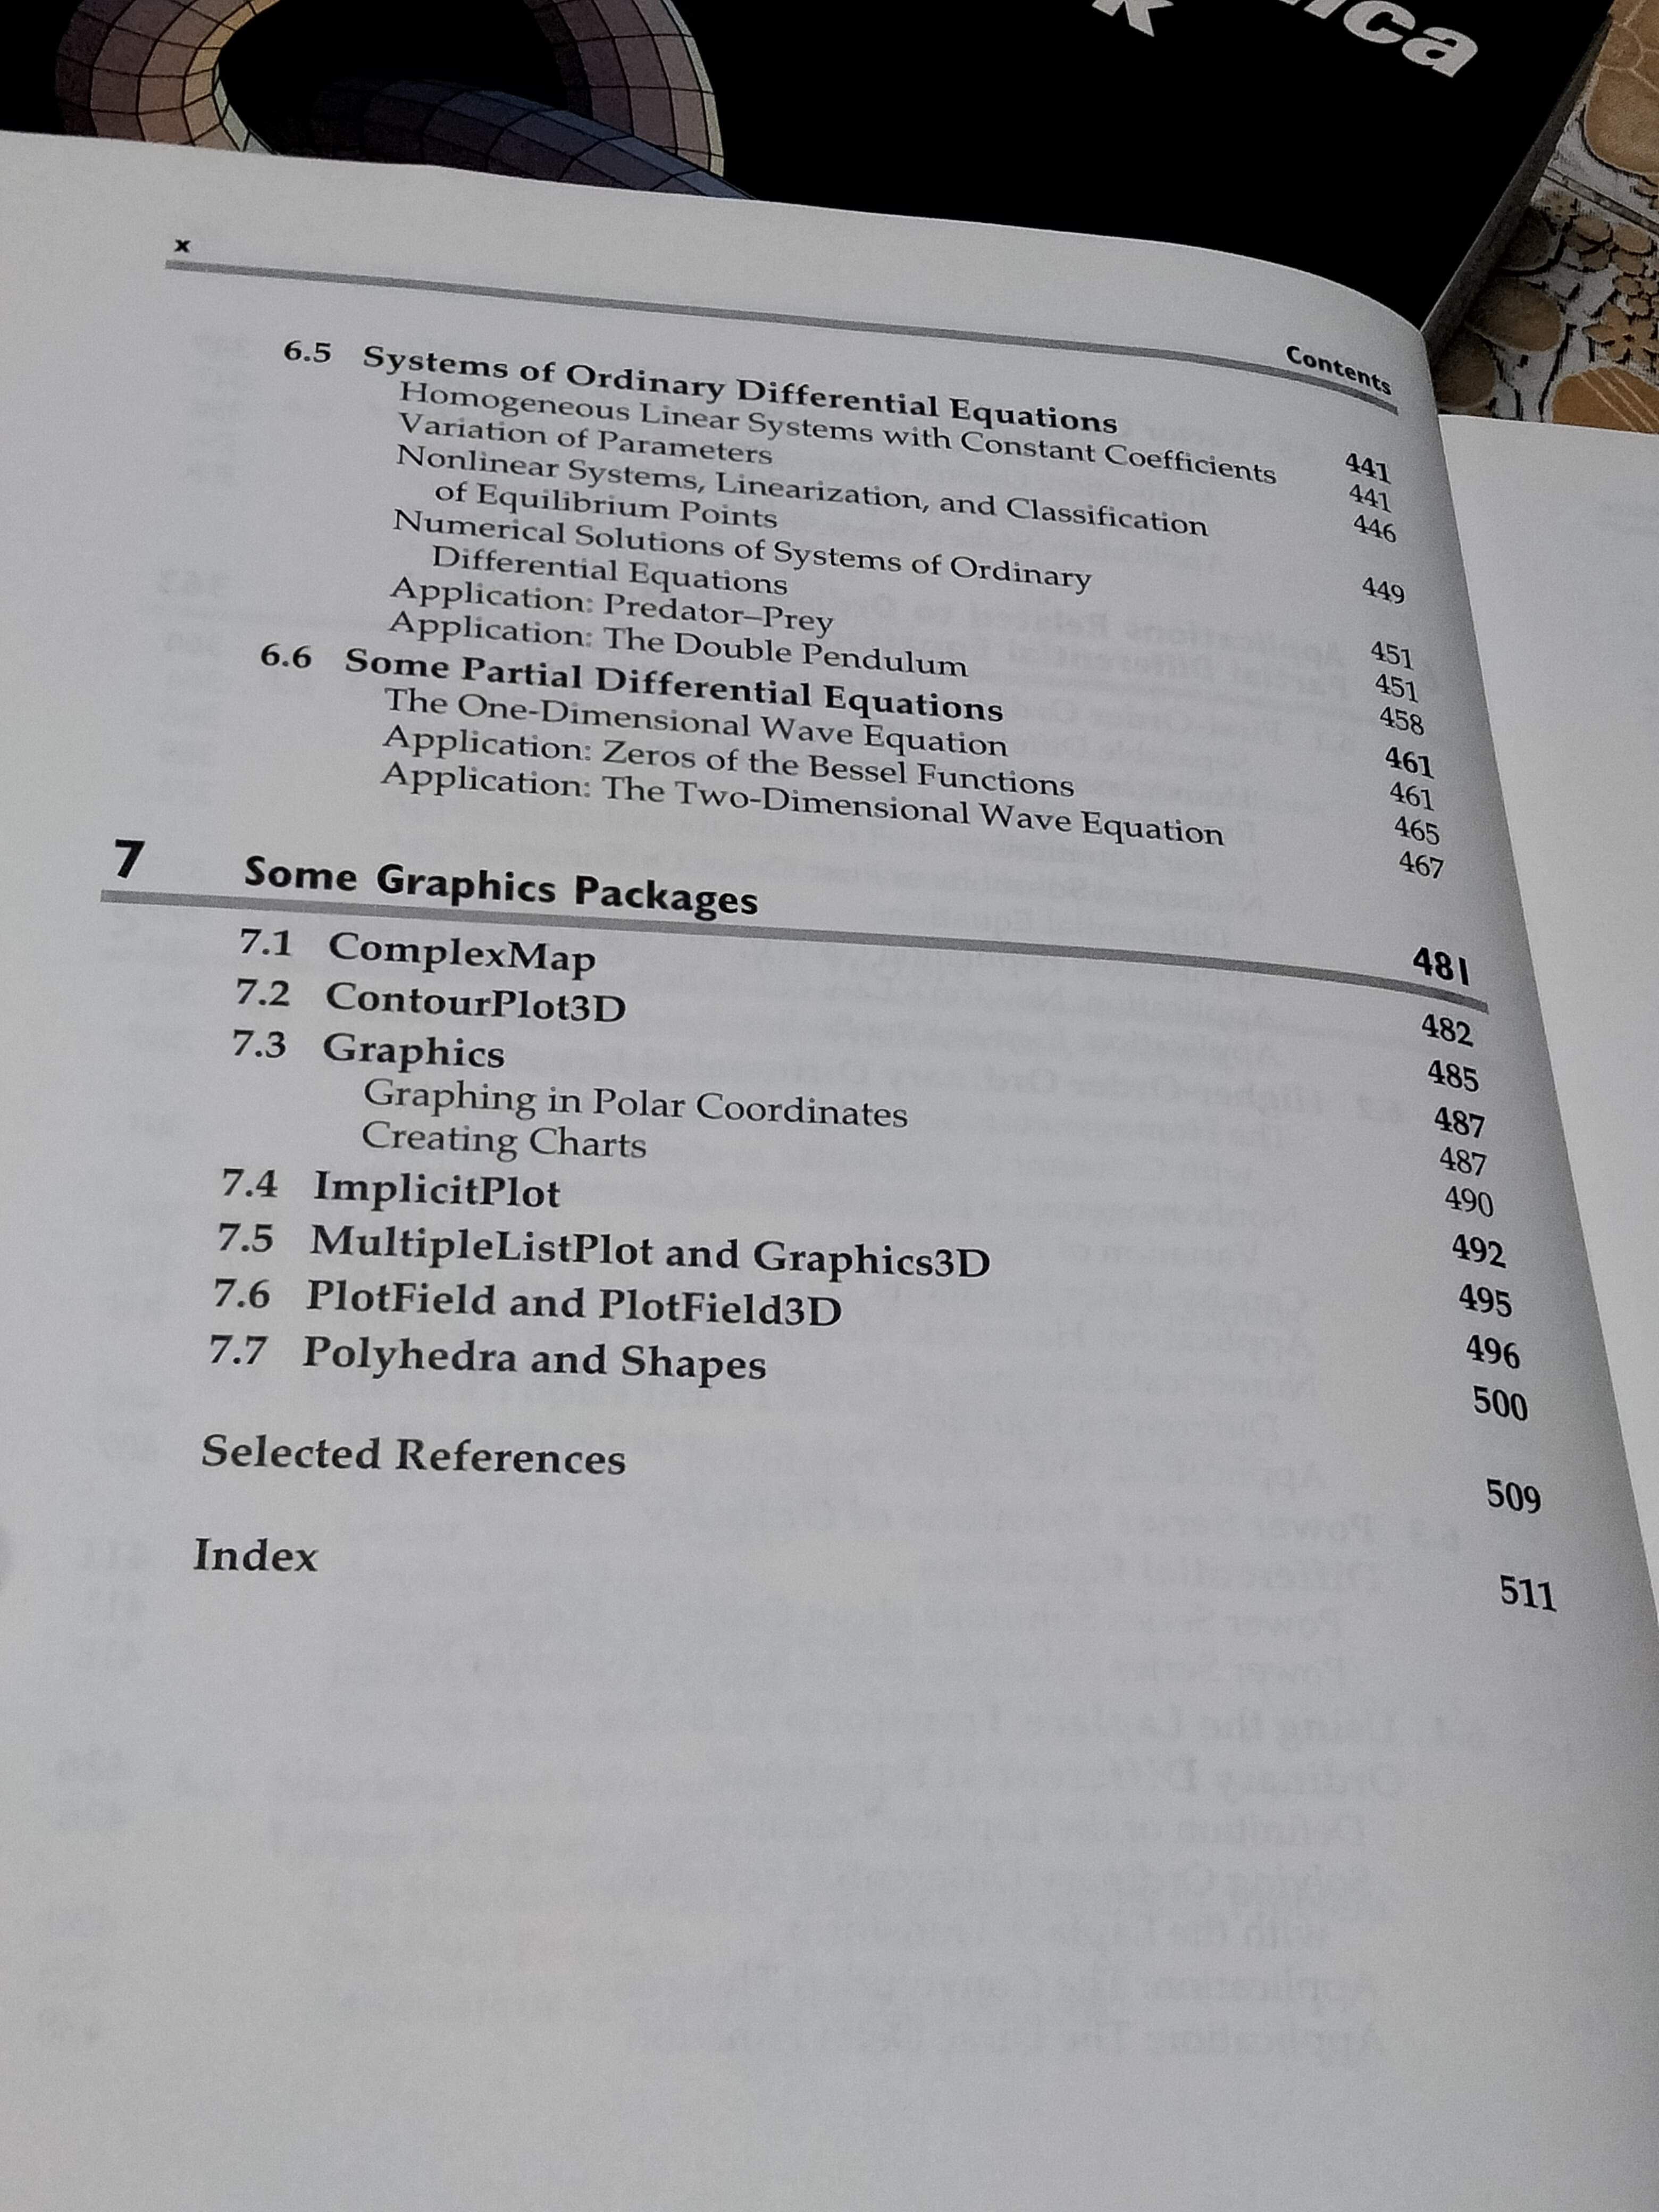 k
ica
x
Contents
6.5 Systems of Ordinary Differential Equations 441
Homogeneous Linear Systems with Constant Coefficients 441
Variation of Parameters 446
Nonlinear Systems, Linearization, and Classification
of Equilibrium Points 449
Numerical Solutions of Systems of Ordinary
Differential Equations 451
Application: Predator–Prey 451
Application: The Double Pendulum 458
6.6 Some Partial Differential Equations 461
The One-Dimensional Wave Equation 461
Application: Zeros of the Bessel Functions 465
Application: The Two-Dimensional Wave Equation 467
7 Some Graphics Packages 481
7.1 ComplexMap 482
7.2 ContourPlot3D 485
7.3 Graphics 487
Graphing in Polar Coordinates 487
Creating Charts 490
7.4 ImplicitPlot 492
7.5 MultipleListPlot and Graphics3D 495
7.6 PlotField and PlotField3D 496
7.7 Polyhedra and Shapes 500
Selected References 509
Index 511